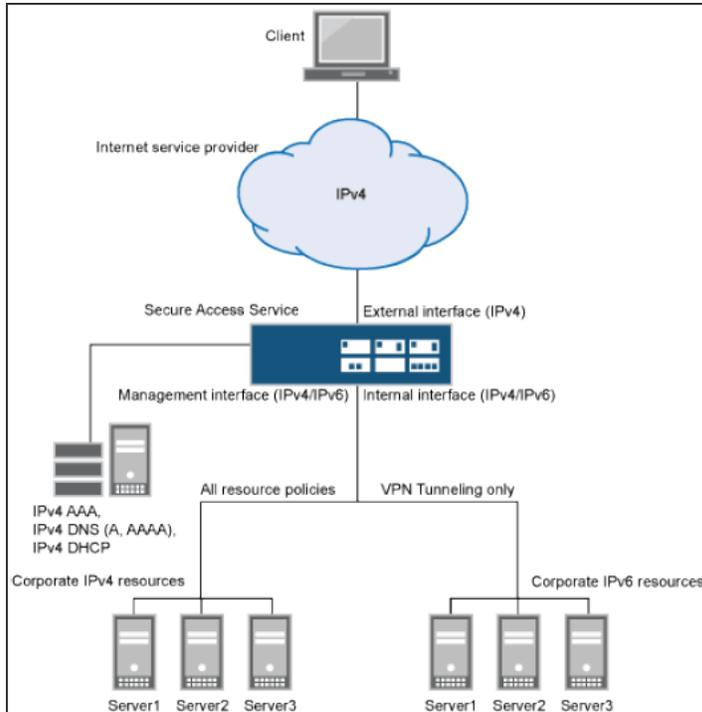 Client
Internet service provider
IPv4
Secure Access Service
External interface (IPv4)
Management interface (IPv4/IPv6)
Internal interface (IPv4/IPv6)
IPv4 AAA,
IPv4 DNS (A, AAAA),
IPv4 DHCP
All resource policies
VPN Tunneling only
Corporate IPv4 resources
Corporate IPv6 resources
Server1
Server2
Server3
Server1
Server2
Server3